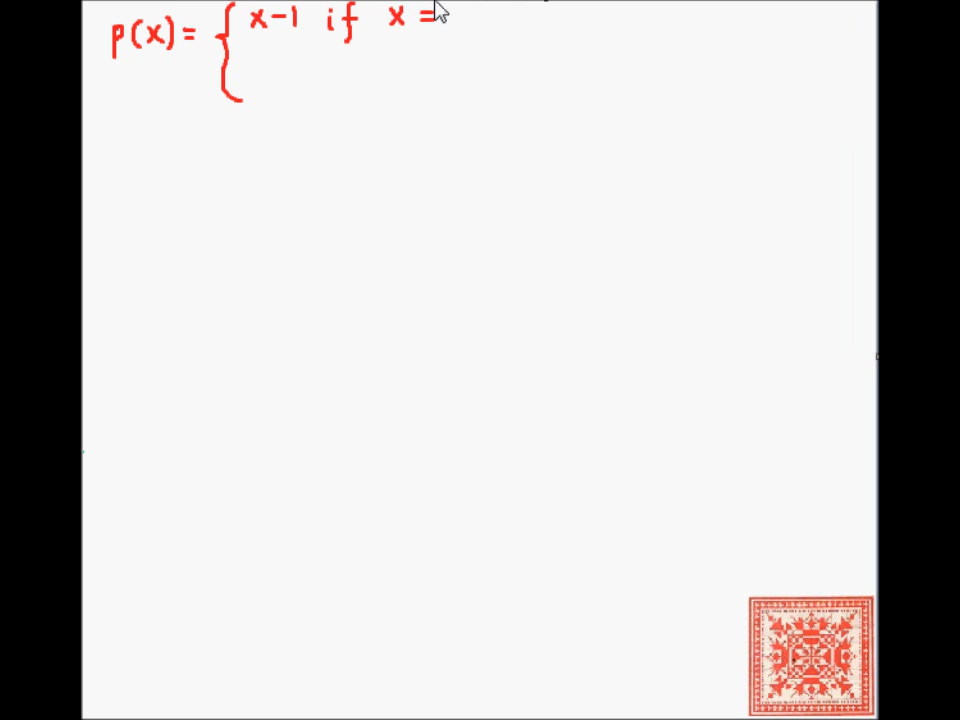 p(x) = { x-1 if x =